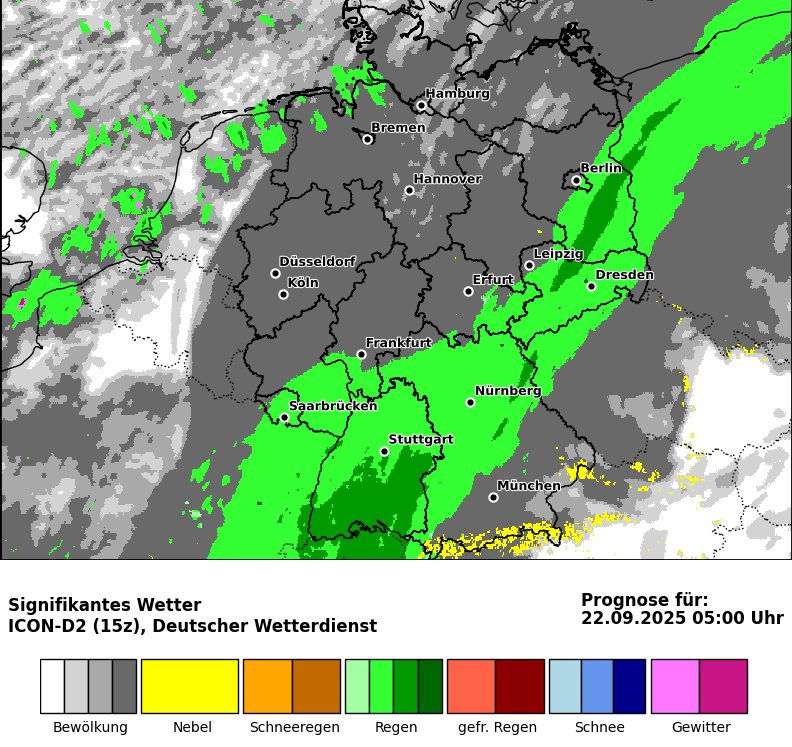 Hamburg
Bremen
Berlin
Hannover
Leipzig
Düsseldorf
Dresden
Köln
Erfurt
Frankfurt
Nürnberg
Saarbrücken
Stuttgart
München
Signifikantes Wetter
ICON-D2 (15z), Deutscher Wetterdienst
Prognose für:
22.09.2025 05:00 Uhr
Bewölkung
Nebel
Schneeregen
Regen
gefr. Regen
Schnee
Gewitter